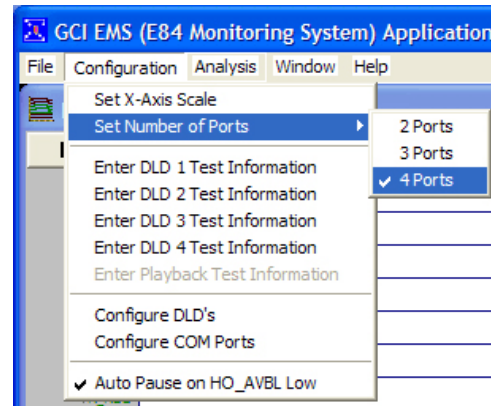 GCI EMS (E84 Monitoring System) Application
File Configuration Analysis Window Help
Set X-Axis Scale
Set Number of Ports
2 Ports
3 Ports
4 Ports
Enter DLD 1 Test Information
Enter DLD 2 Test Information
Enter DLD 3 Test Information
Enter DLD 4 Test Information
Enter Playback Test Information
Configure DLD's
Configure COM Ports
Auto Pause on HO_AVBL Low